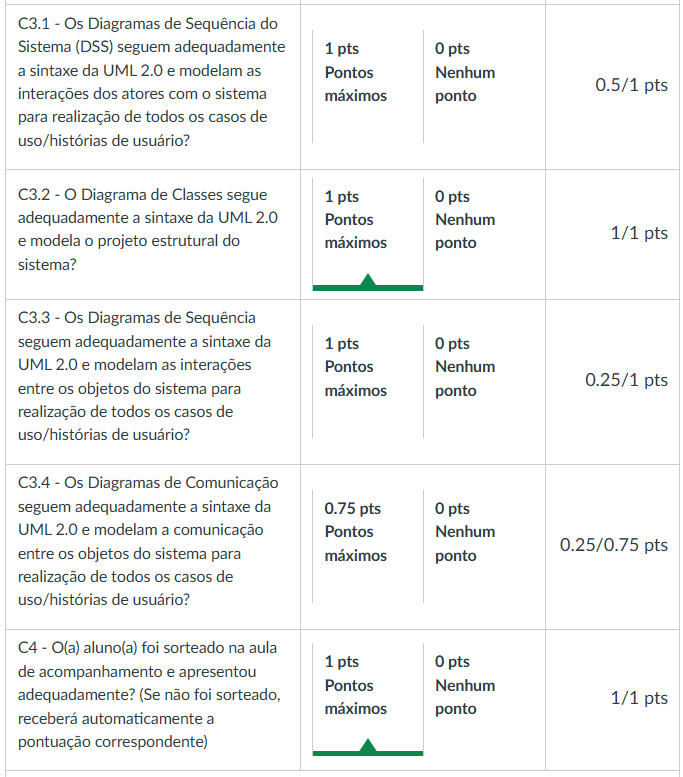 C3.1 - Os Diagramas de Sequência do
Sistema (DSS) seguem adequadamente
a sintaxe da UML 2.0 e modelam as
interações dos atores com o sistema
para realização de todos os casos de
uso/histórias de usuário?
1 pts
Pontos
máximos
0 pts
Nenhum
ponto
0.5/1 pts
C3.2 - O Diagrama de Classes segue
adequadamente a sintaxe da UML 2.0
e modela o projeto estrutural do
sistema?
1 pts
Pontos
máximos
0 pts
Nenhum
ponto
1/1 pts
C3.3 - Os Diagramas de Sequência
seguem adequadamente a sintaxe da
UML 2.0 e modelam as interações
entre os objetos do sistema para
realização de todos os casos de
uso/histórias de usuário?
1 pts
Pontos
máximos
0 pts
Nenhum
ponto
0.25/1 pts
C3.4 - Os Diagramas de Comunicação
seguem adequadamente a sintaxe da
UML 2.0 e modelam a comunicação
entre os objetos do sistema para
realização de todos os casos de
uso/histórias de usuário?
0.75 pts
Pontos
máximos
0 pts
Nenhum
ponto
0.25/0.75 pts
C4 - O(a) aluno(a) foi sorteado na aula
de acompanhamento e apresentou
adequadamente? (Se não foi sorteado,
receberá automaticamente a
pontuação correspondente)
1 pts
Pontos
máximos
0 pts
Nenhum
ponto
1/1 pts